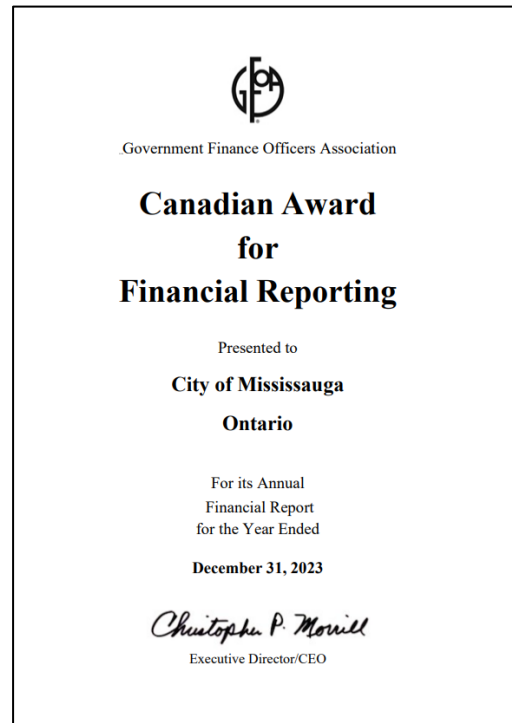 GFOA
Government Finance Officers Association
Canadian Award
for
Financial Reporting
Presented to
City of Mississauga
Ontario
For its Annual
Financial Report
for the Year Ended
December 31, 2023
Christopher P. Morrill
Executive Director/CEO